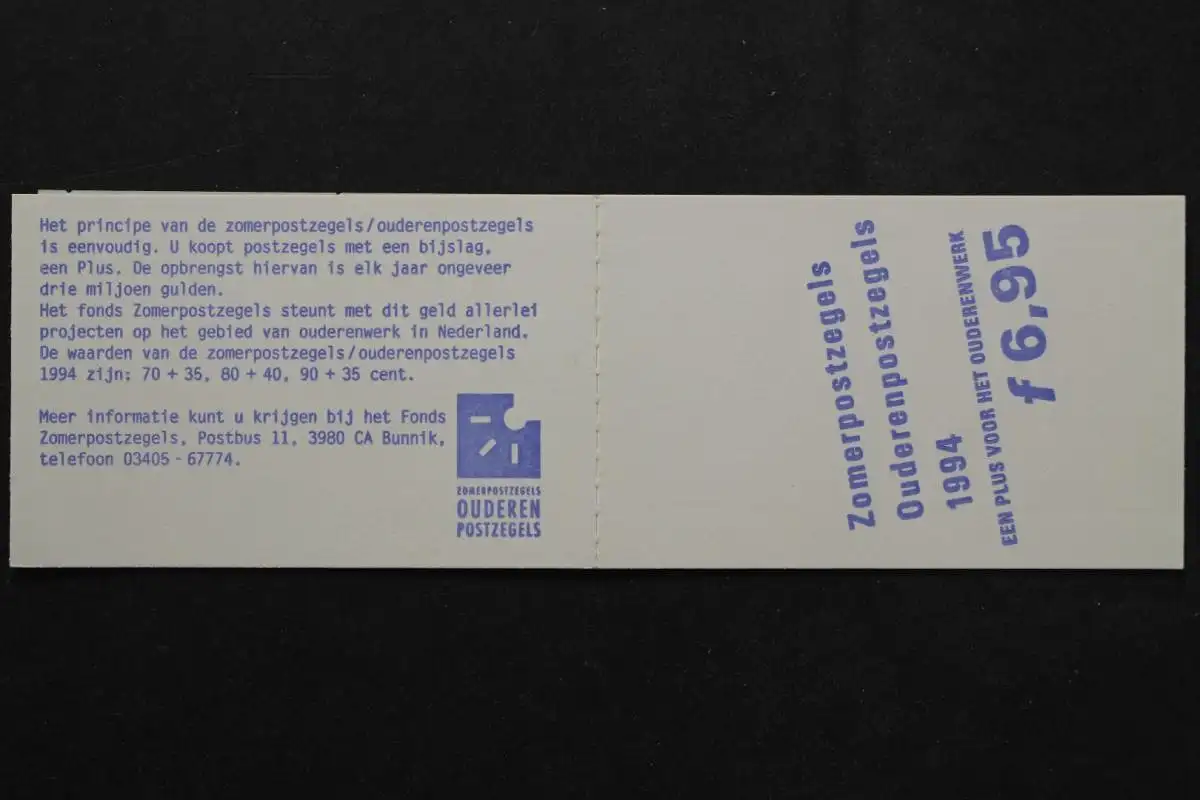 Het principe van de zomerpostzegels/ouderenpostzegels
is eenvoudig. U koopt postzegels met een bijslag,
een Plus. De opbrengst hiervan is elk jaar ongeveer
drie miljoen gulden.
Het fonds Zomerpostzegels steunt met dit geld allerlei
projecten op het gebied van ouderenwerk in Nederland.
De waarden van de zomerpostzegels/ouderenpostzegels
1994 zijn: 70 + 35, 80 + 40, 90 + 35 cent.
Meer informatie kunt u krijgen bij het Fonds
Zomerpostzegels, Postbus 11, 3980 CA Bunnik,
telefoon 03405 - 67774.
ZOMERPOSTZEGELS
OUDEREN
POSTZEGELS
Zomerpostzegels
Ouderenpostzegels
1994
EEN PLUS VOOR HET OUDERENWERK
f 6,95